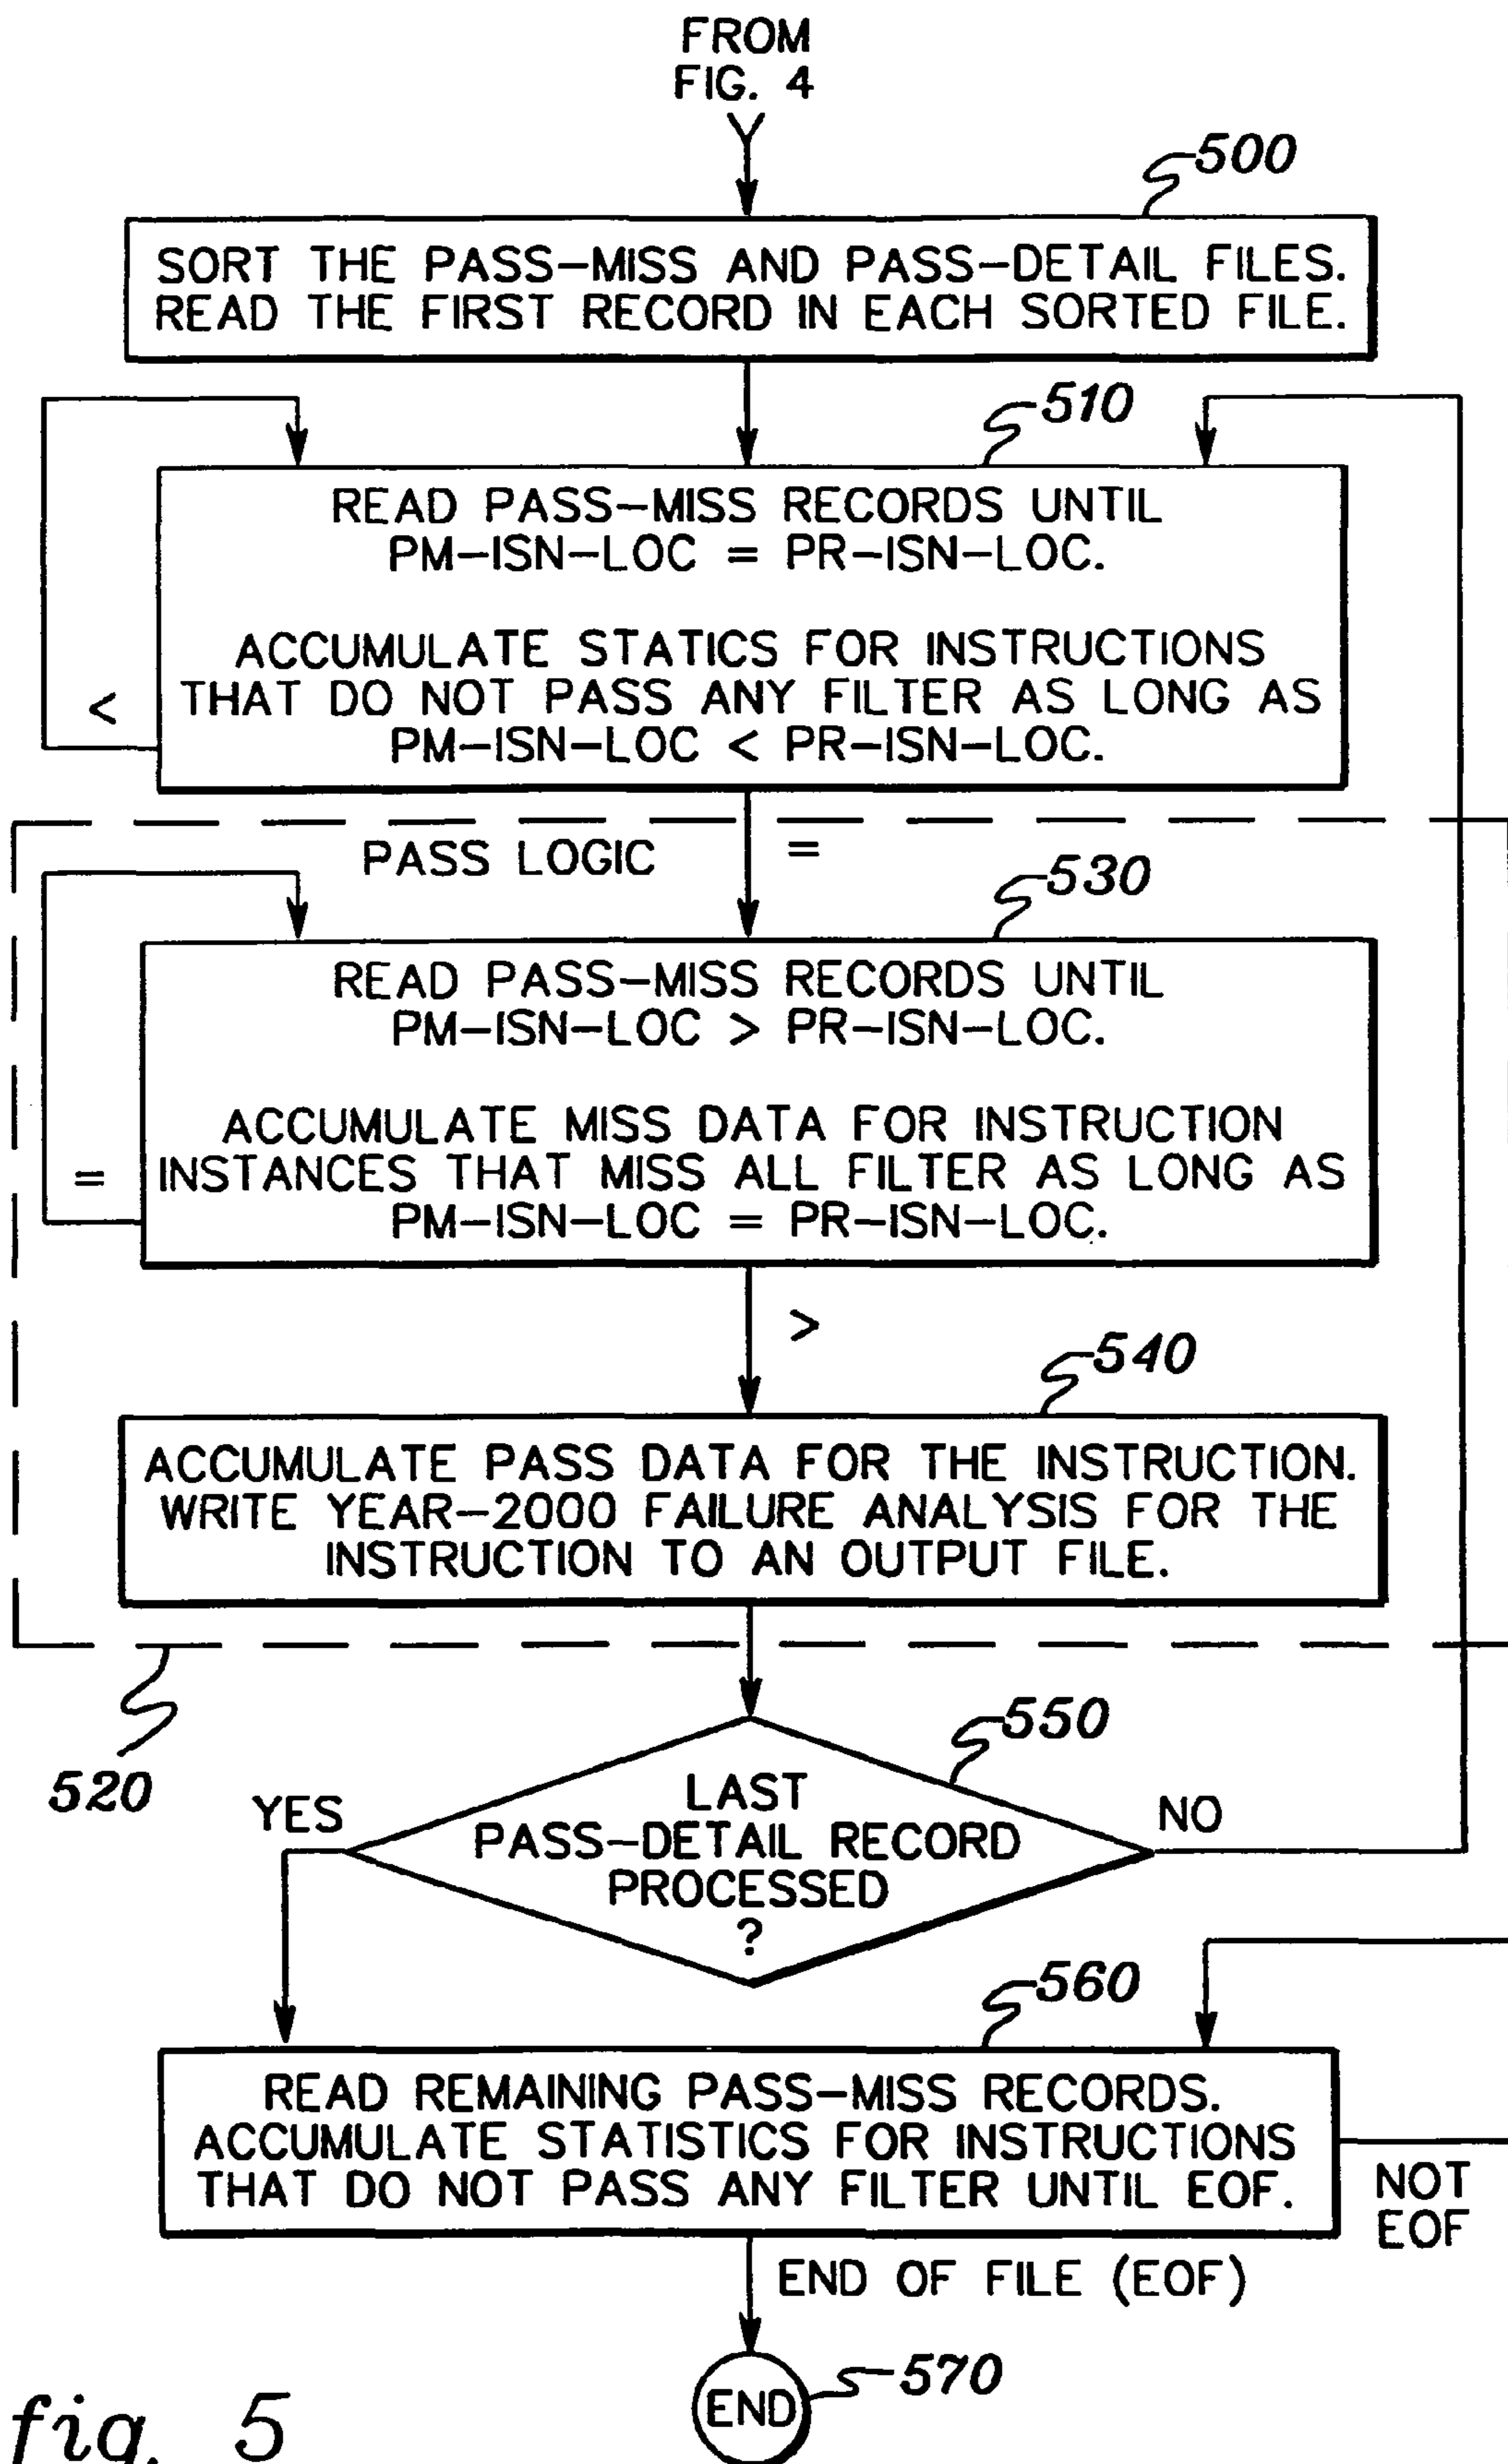 FROM
FIG. 4
500
SORT THE PASS-MISS AND PASS-DETAIL FILES.
READ THE FIRST RECORD IN EACH SORTED FILE.
510
READ PASS-MISS RECORDS UNTIL
PM-ISN-LOC = PR-ISN-LOC.
ACCUMULATE STATICS FOR INSTRUCTIONS
THAT DO NOT PASS ANY FILTER AS LONG AS
PM-ISN-LOC < PR-ISN-LOC.
<
PASS LOGIC
=
530
READ PASS-MISS RECORDS UNTIL
PM-ISN-LOC > PR-ISN-LOC.
ACCUMULATE MISS DATA FOR INSTRUCTION
INSTANCES THAT MISS ALL FILTER AS LONG AS
PM-ISN-LOC = PR-ISN-LOC.
=
>
540
ACCUMULATE PASS DATA FOR THE INSTRUCTION.
WRITE YEAR-2000 FAILURE ANALYSIS FOR THE
INSTRUCTION TO AN OUTPUT FILE.
520
550
LAST
PASS-DETAIL RECORD
PROCESSED
?
YES
NO
560
READ REMAINING PASS-MISS RECORDS.
ACCUMULATE STATISTICS FOR INSTRUCTIONS
THAT DO NOT PASS ANY FILTER UNTIL EOF.
NOT
EOF
END OF FILE (EOF)
END
570
fig. 5